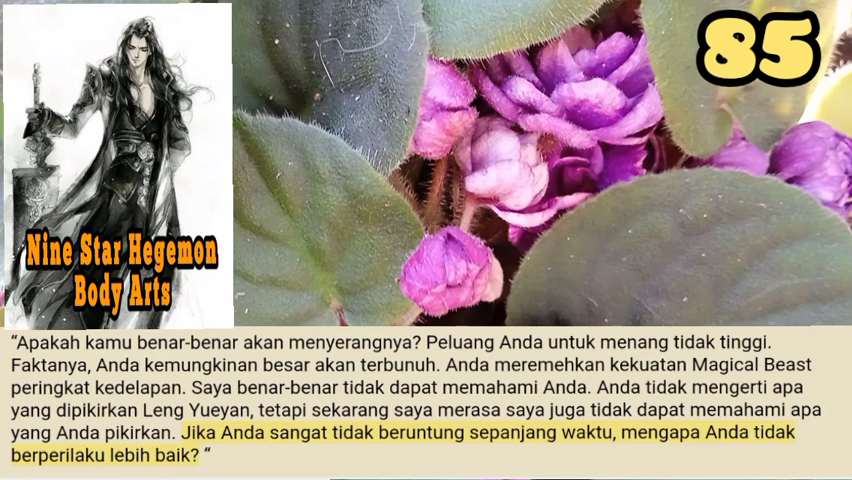 85
Nine Star Hegemon
Body Arts
“Apakah kamu benar-benar akan menyerangnya? Peluang Anda untuk menang tidak tinggi.
Faktanya, Anda kemungkinan besar akan terbunuh. Anda meremehkan kekuatan Magical Beast
peringkat kedelapan. Saya benar-benar tidak dapat memahami Anda. Anda tidak mengerti apa
yang dipikirkan Leng Yueyan, tetapi sekarang saya merasa saya juga tidak dapat memahami apa
yang Anda pikirkan. Jika Anda sangat tidak beruntung sepanjang waktu, mengapa Anda tidak
berperilaku lebih baik? “